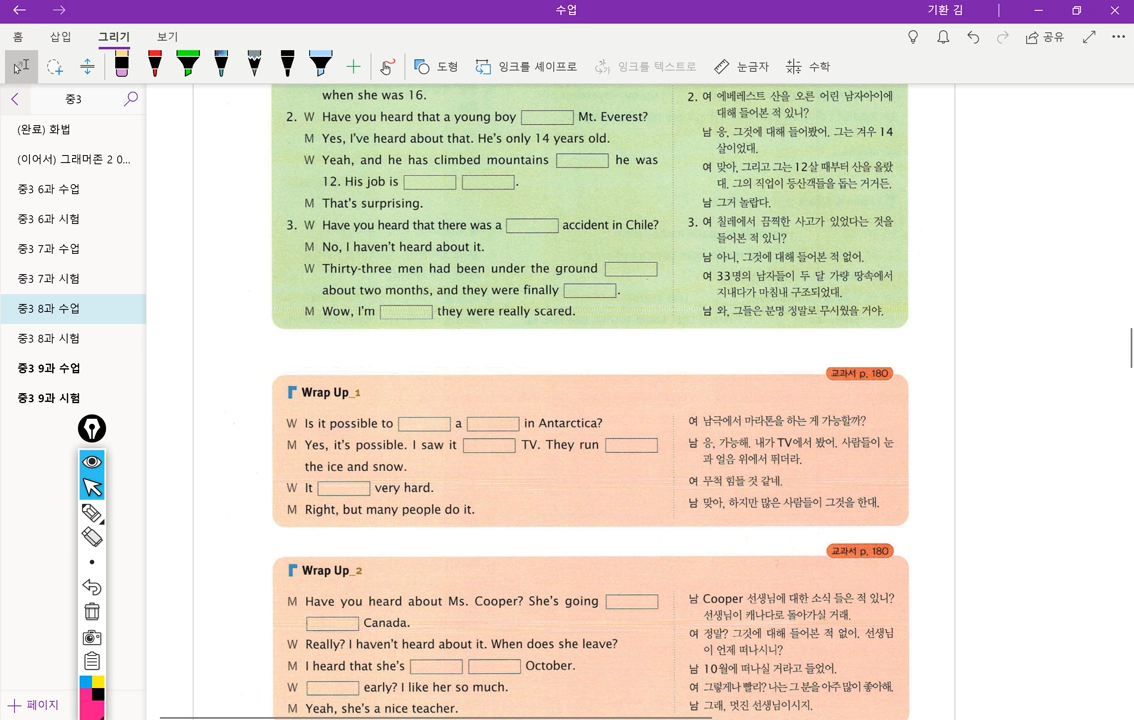 수업
기환 김
홈 삽입 그리기 보기
공유
도형 잉크를 셰이프로 잉크를 텍스트로 눈금자 수학
중3
(완료) 화법
(이어서) 그래머존 2 0...
중3 6과 수업
중3 6과 시험
중3 7과 수업
중3 7과 시험
중3 8과 수업
중3 8과 시험
중3 9과 수업
중3 9과 시험
페이지
when she was 16.
2. W Have you heard that a young boy Mt. Everest?
M Yes, I've heard about that. He's only 14 years old.
W Yeah, and he has climbed mountains he was
12. His job is .
M That's surprising.
3. W Have you heard that there was a accident in Chile?
M No, I haven't heard about it.
W Thirty-three men had been under the ground
about two months, and they were finally .
M Wow, I'm they were really scared.
2. 여 에베레스트 산을 오른 어린 남자아이에
대해 들어본 적 있니?
남 응, 그것에 대해 들어봤어. 그는 겨우 14
살이었대.
여 맞아, 그리고 그는 12살 때부터 산을 올랐
대. 그의 직업이 등산객들을 돕는 거거든.
남 그거 놀랍다.
3. 여 칠레에서 끔찍한 사고가 있었다는 것을
들어본 적 있니?
남 아니, 그것에 대해 들어본 적 없어.
여 33명의 남자들이 두 달 가량 땅속에서
지내다가 마침내 구조되었대.
남 와, 그들은 분명 정말로 무서웠을 거야.
교과서 p. 180
Wrap Up_1
W Is it possible to a in Antarctica?
M Yes, it's possible. I saw it TV. They run
the ice and snow.
W It very hard.
M Right, but many people do it.
여 남극에서 마라톤을 하는 게 가능할까?
남 응, 가능해. 내가 TV에서 봤어. 사람들이 눈
과 얼음 위에서 뛰더라.
여 무척 힘들 것 같네.
남 맞아, 하지만 많은 사람들이 그것을 한대.
교과서 p. 180
Wrap Up_2
M Have you heard about Ms. Cooper? She's going
Canada.
W Really? I haven't heard about it. When does she leave?
M I heard that she's October.
W early? I like her so much.
M Yeah, she's a nice teacher.
남 Cooper 선생님에 대한 소식 들은 적 있니?
선생님이 캐나다로 돌아가실 거래.
여 정말? 그것에 대해 들어본 적 없어. 선생님
이 언제 떠나시니?
남 10월에 떠나실 거라고 들었어.
여 그렇게나 빨리? 나는 그 분을 아주 많이 좋아해.
남 그래, 멋진 선생님이시지.